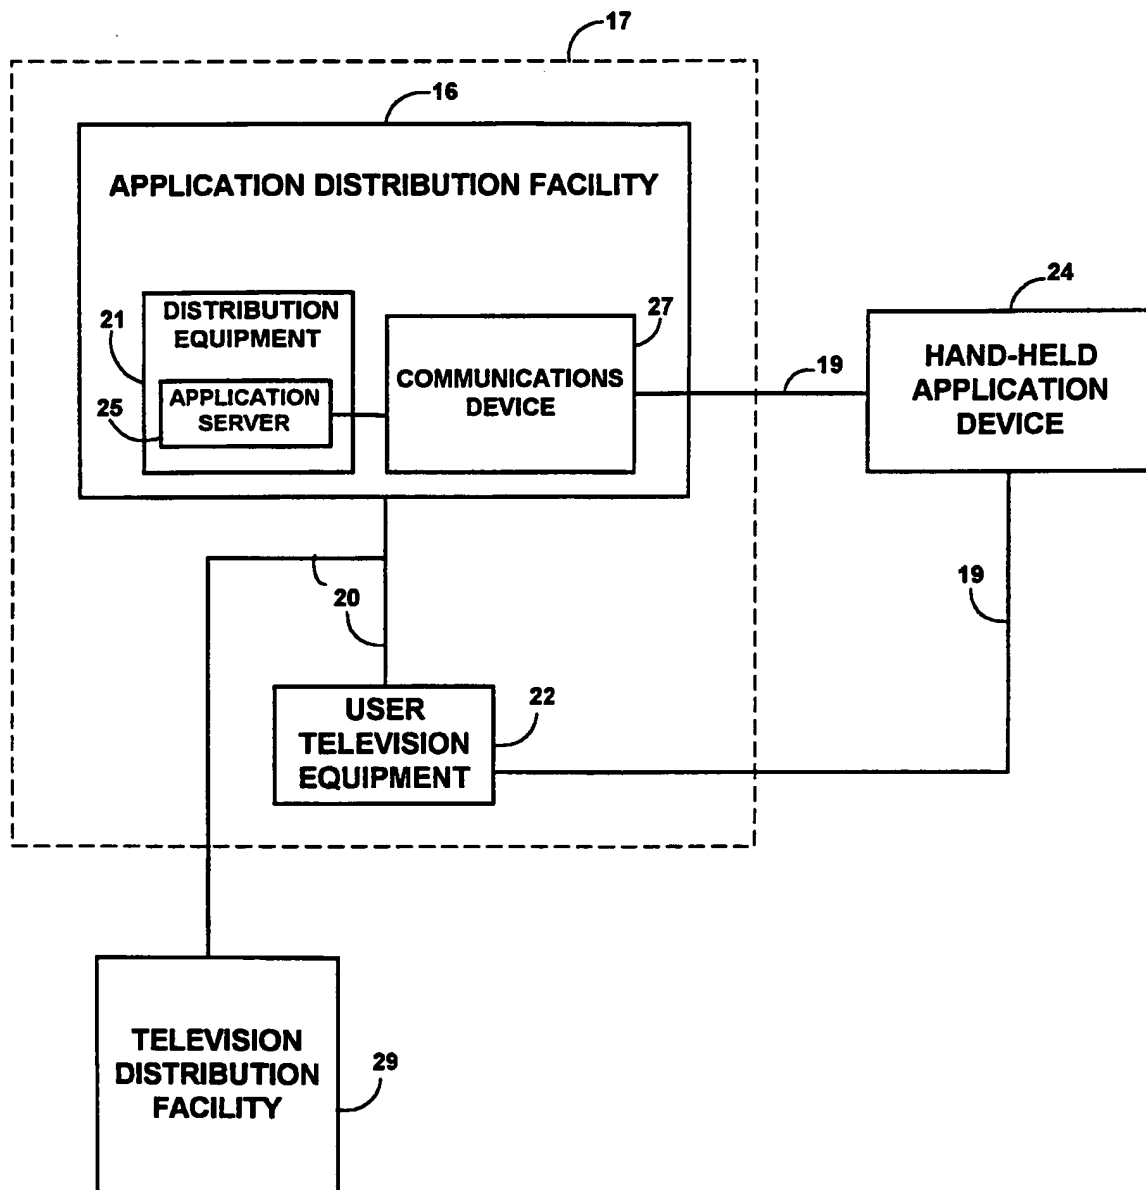 17
16
APPLICATION DISTRIBUTION FACILITY
24
21
DISTRIBUTION
EQUIPMENT
27
25
APPLICATION
SERVER
COMMUNICATIONS
DEVICE
19
HAND-HELD
APPLICATION
DEVICE
20
19
22
USER
TELEVISION
EQUIPMENT
TELEVISION
DISTRIBUTION
FACILITY
29